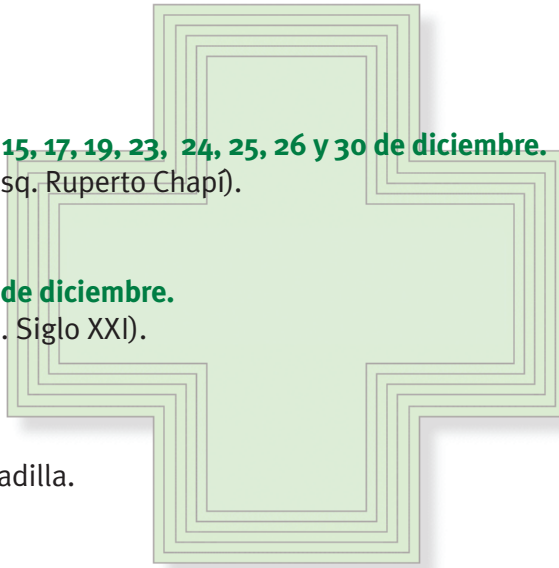 15, 17, 19, 23, 24, 25, 26 y 30 de diciembre.
sq. Ruperto Chapí).
de diciembre.
. Siglo XXI).
adilla.